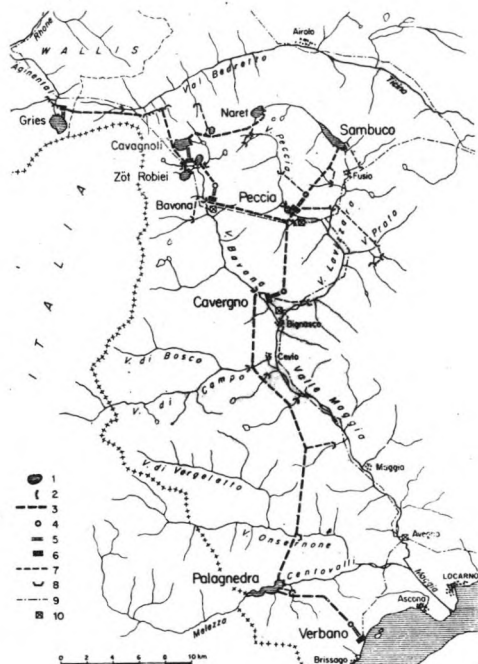 Rhone
WALLIS
Aginental
Airolo
Val Bedretto
Ticino
Gries
Naret
Cavagnoli
Sambuco
V. Peccia
Zöt Robiei
Fusio
Peccia
Bavona
V. Prato
V. Lavizzara
V. Bavona
ITALIA
Cavergno
Bignasco
V. di Bosco
Cevio
V. di Campo
Valle Maggia
V. di Vergeletto
Maggia
1
2
3
4
5
6
7
8
9
10
V. Onsernone
Avegno
Palagnedra
Centovalli
Maggia
LOCARNO
Ascona
Melezza
Verbano
Brissago
0 2 4 6 8 10 km